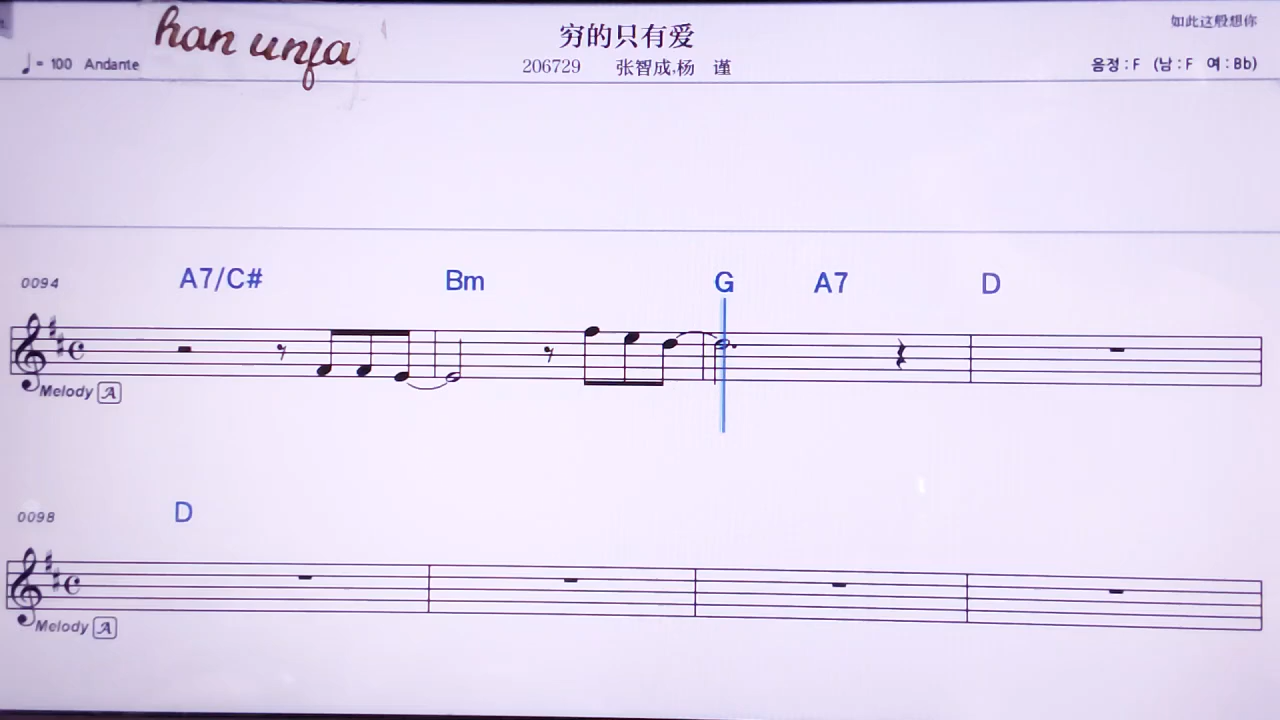 han unfa
穷的只有爱
如此这般想你
♩= 100 Andante
206729 张智成,杨 谨
음정 : F (남 : F 여 : Bb)
0094 A7/C# Bm G A7 D
Melody A
0098 D
Melody A